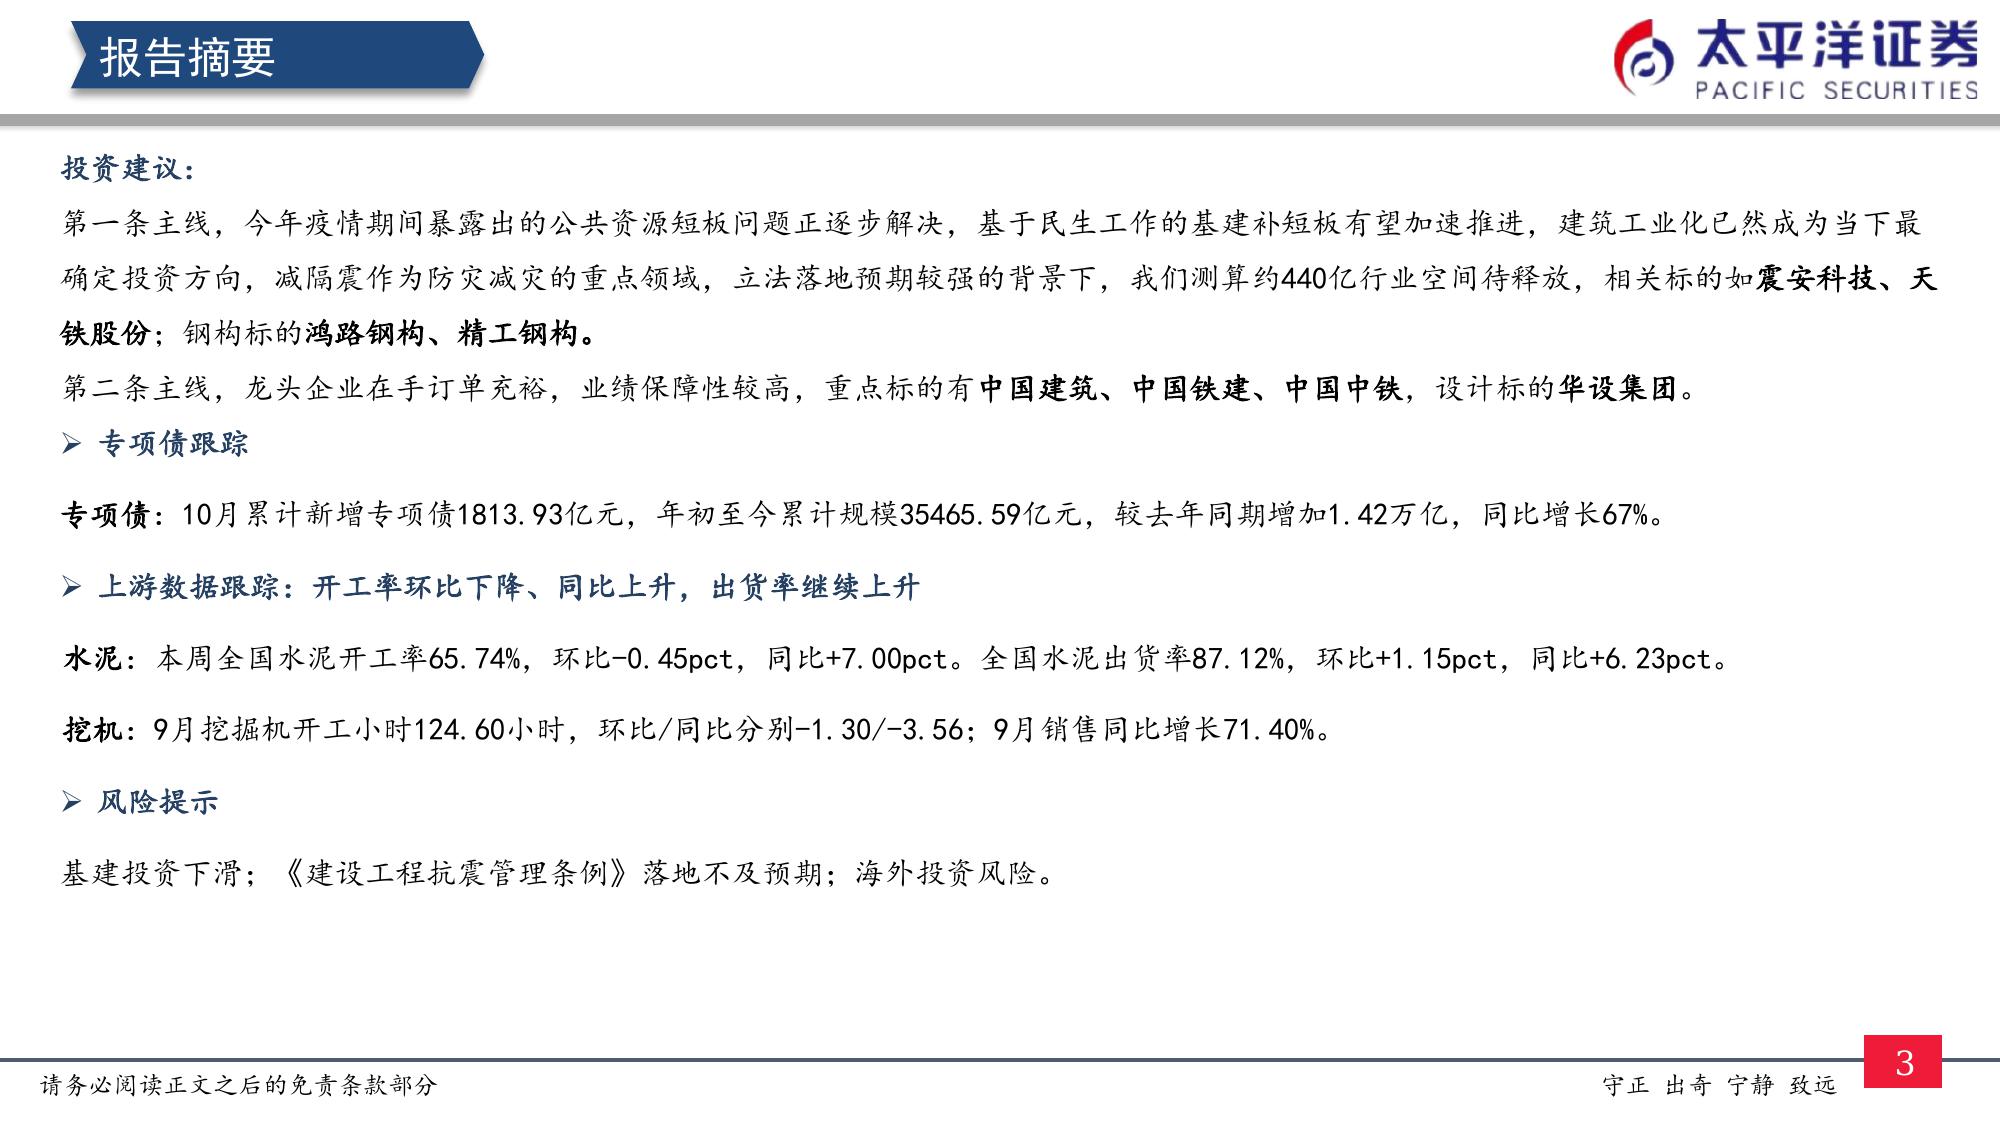 报告摘要
太平洋证券
PACIFIC SECURITIES
投资建议：
第一条主线，今年疫情期间暴露出的公共资源短板问题正逐步解决，基于民生工作的基建补短板有望加速推进，建筑工业化已然成为当下最
确定投资方向，减隔震作为防灾减灾的重点领域，立法落地预期较强的背景下，我们测算约440亿行业空间待释放，相关标的如震安科技、天
铁股份；钢构标的鸿路钢构、精工钢构。
第二条主线，龙头企业在手订单充裕，业绩保障性较高，重点标的有中国建筑、中国铁建、中国中铁，设计标的华设集团。
➢ 专项债跟踪
专项债：10月累计新增专项债1813.93亿元，年初至今累计规模35465.59亿元，较去年同期增加1.42万亿，同比增长67%。
➢ 上游数据跟踪：开工率环比下降、同比上升，出货率继续上升
水泥：本周全国水泥开工率65.74%，环比-0.45pct，同比+7.00pct。全国水泥出货率87.12%，环比+1.15pct，同比+6.23pct。
挖机：9月挖掘机开工小时124.60小时，环比/同比分别-1.30/-3.56；9月销售同比增长71.40%。
➢ 风险提示
基建投资下滑；《建设工程抗震管理条例》落地不及预期；海外投资风险。
请务必阅读正文之后的免责条款部分
守正 出奇 宁静 致远
3